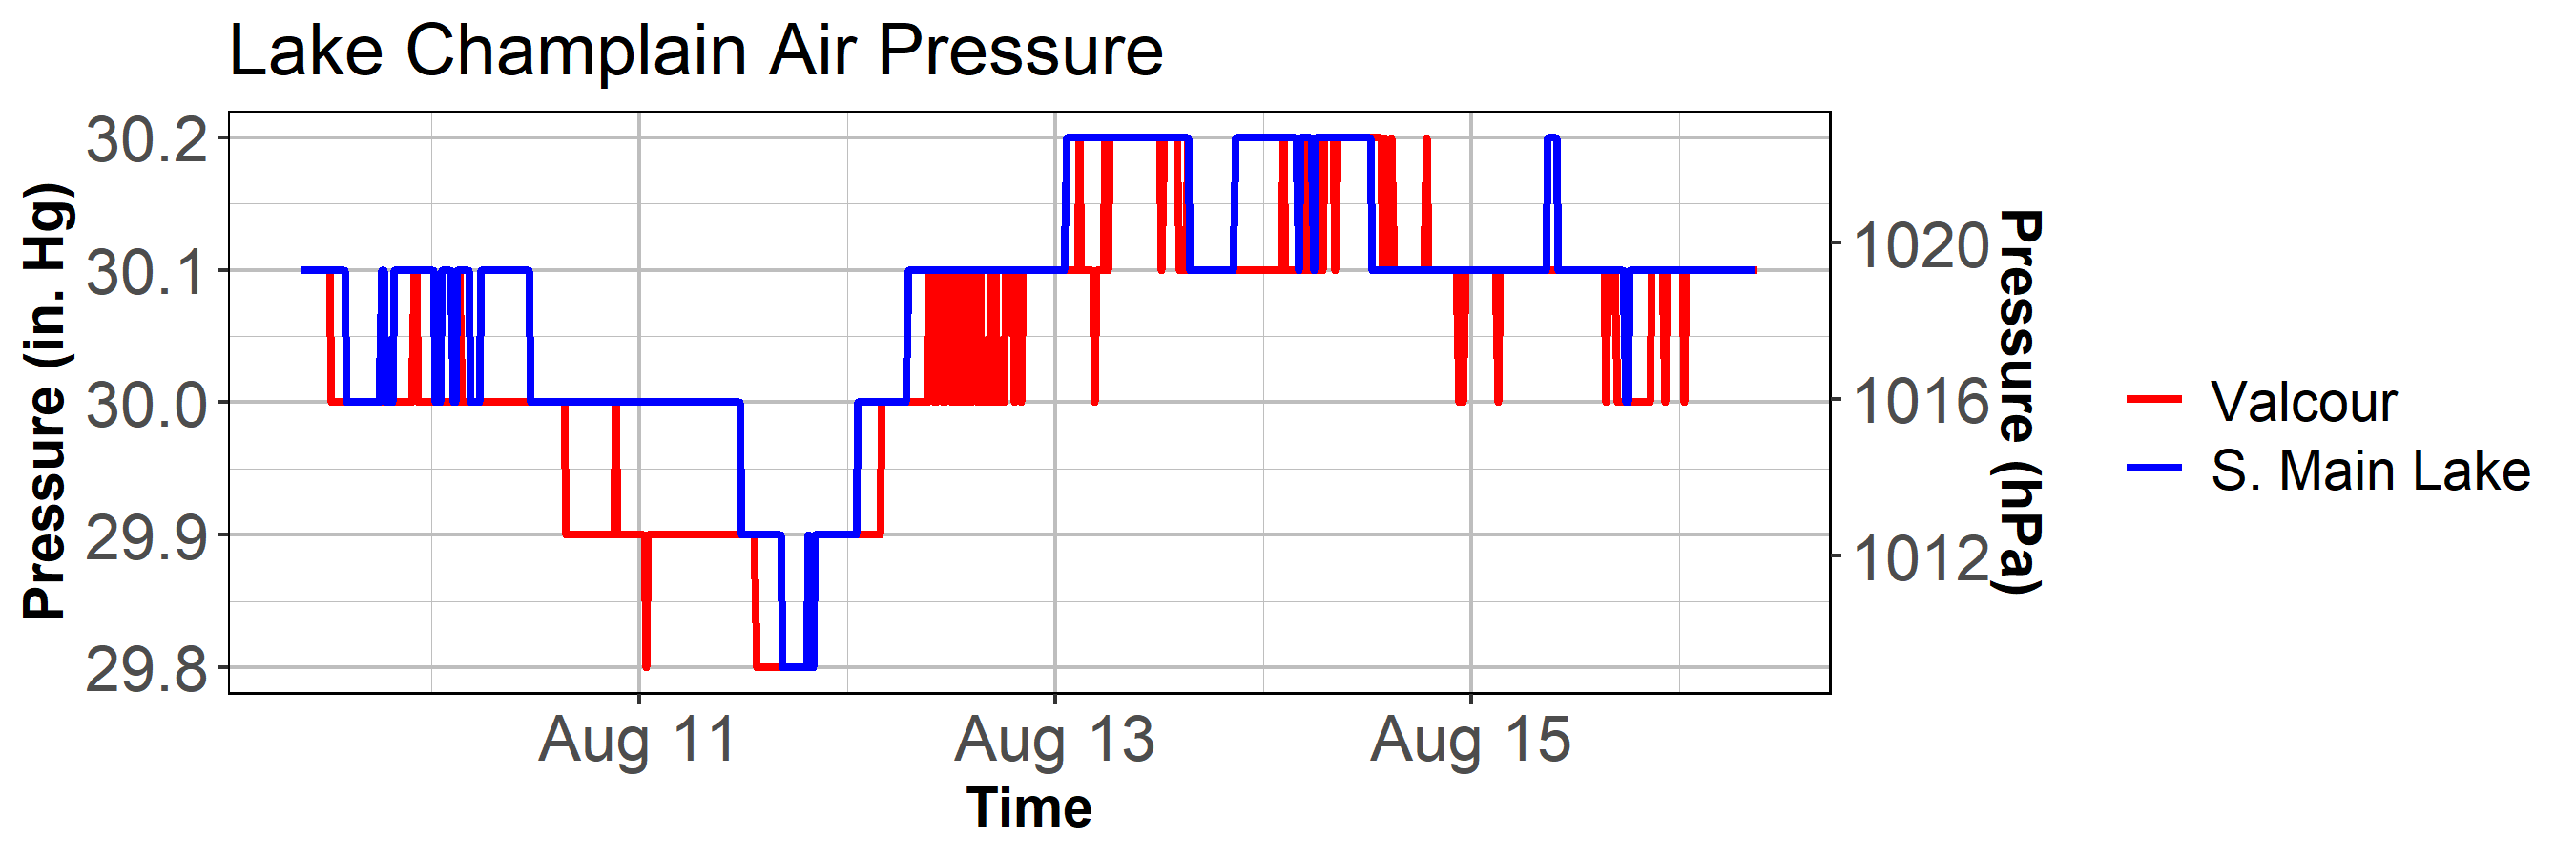 Lake Champlain Air Pressure
30.2
30.1
30.0
29.9
29.8
Pressure (in. Hg)
1020
1016
1012
Pressure (hPa)
Aug 11
Aug 13
Aug 15
Time
Valcour
S. Main Lake